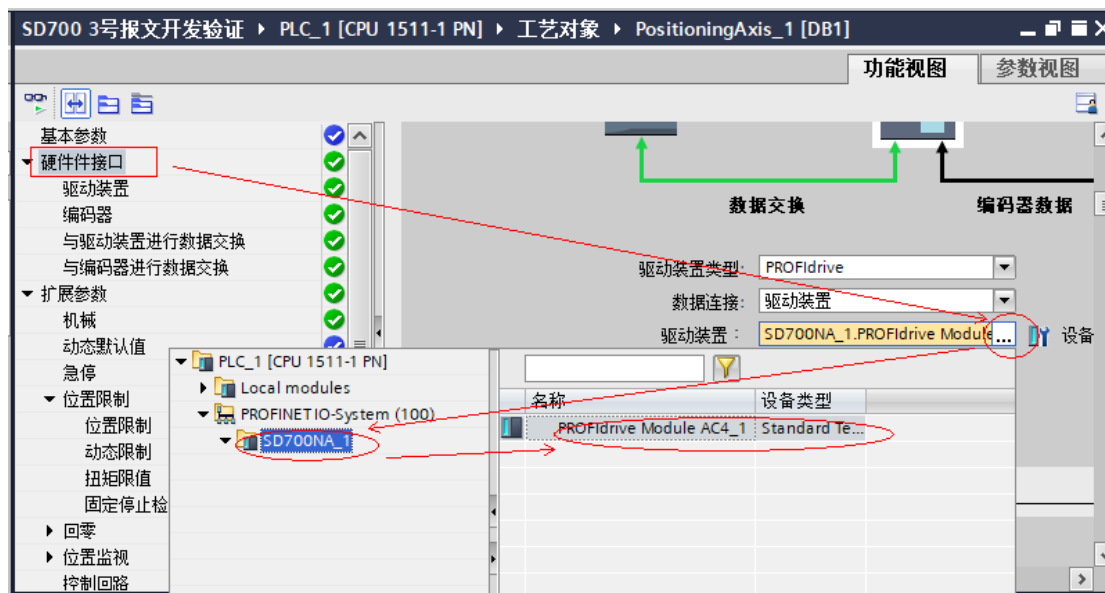 SD700 3号报文开发验证 ▸ PLC_1 [CPU 1511-1 PN] ▸ 工艺对象 ▸ PositioningAxis_1 [DB1]
功能视图
参数视图
基本参数
硬件件接口
驱动装置
编码器
与驱动装置进行数据交换
与编码器进行数据交换
扩展参数
机械
动态默认值
急停
位置限制
位置限制
动态限制
扭矩限值
固定停止检
回零
位置监视
控制回路
数据交换
编码器数据
驱动装置类型: PROFIdrive
数据连接: 驱动装置
驱动装置: SD700NA_1.PROFIdrive Module ... 设备
PLC_1 [CPU 1511-1 PN]
Local modules
PROFINET IO-System (100)
SD700NA_1
名称 设备类型
PROFIdrive Module AC4_1 Standard Te...